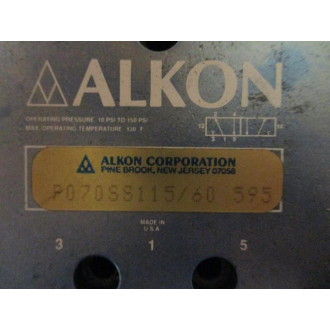 ALKON
OPERATING PRESSURE 10 PSI TO 150 PSI
MAX. OPERATING TEMPERATURE 120 F
ALKON CORPORATION
PINE BROOK, NEW JERSEY 07058
P070SS115/60 595
MADE IN
U.S.A
3 1 5